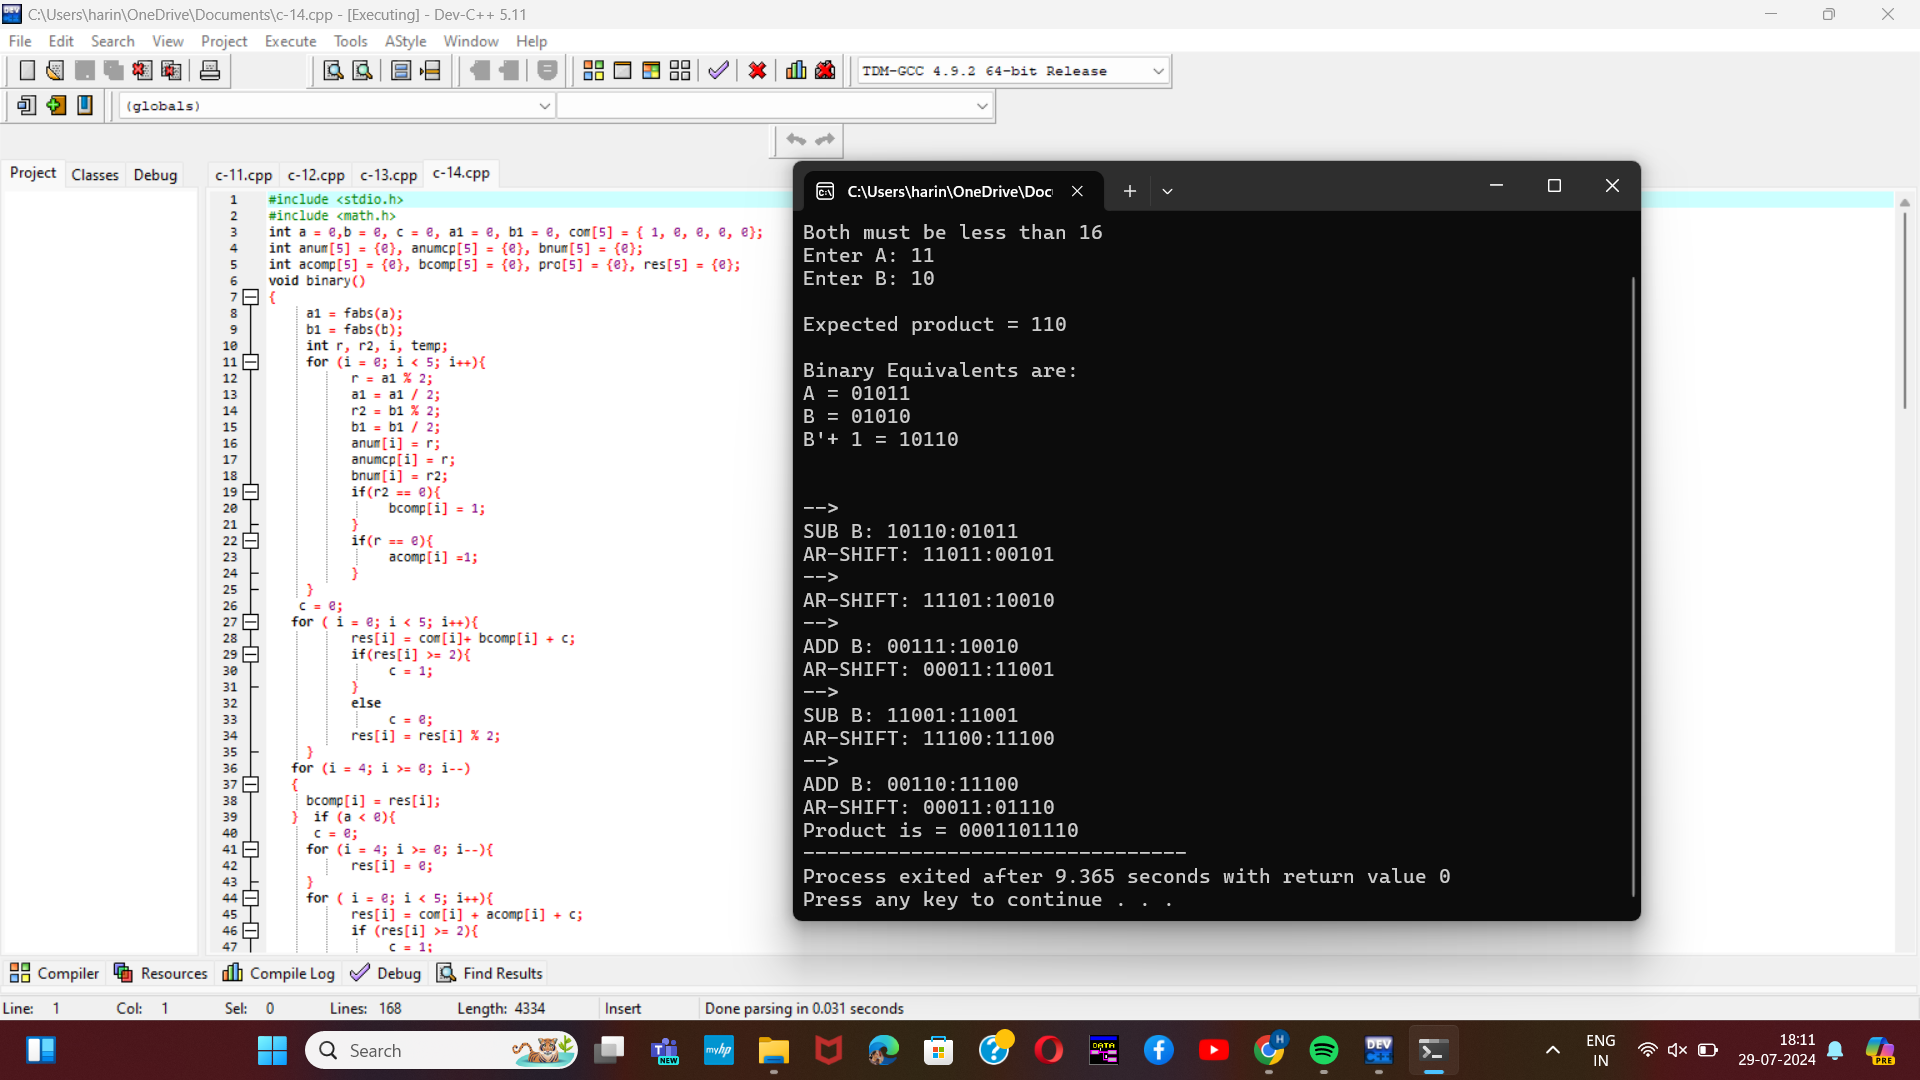 C:\Users\harin\OneDrive\Documents\c-14.cpp - [Executing] - Dev-C++ 5.11
File Edit Search View Project Execute Tools AStyle Window Help
TDM-GCC 4.9.2 64-bit Release
(globals)
Project Classes Debug
c-11.cpp c-12.cpp c-13.cpp c-14.cpp
1 #include <stdio.h>
2 #include <math.h>
3 int a = 0,b = 0, c = 0, a1 = 0, b1 = 0, com[5] = { 1, 0, 0, 0, 0};
4 int anum[5] = {0}, anumcp[5] = {0}, bnum[5] = {0};
5 int acomp[5] = {0}, bcomp[5] = {0}, pro[5] = {0}, res[5] = {0};
6 void binary()
7 {
8 a1 = fabs(a);
9 b1 = fabs(b);
10 int r, r2, i, temp;
11 for (i = 0; i < 5; i++){
12 r = a1 % 2;
13 a1 = a1 / 2;
14 r2 = b1 % 2;
15 b1 = b1 / 2;
16 anum[i] = r;
17 anumcp[i] = r;
18 bnum[i] = r2;
19 if(r2 == 0){
20 bcomp[i] = 1;
21 }
22 if(r == 0){
23 acomp[i] =1;
24 }
25 }
26 c = 0;
27 for ( i = 0; i < 5; i++){
28 res[i] = com[i]+ bcomp[i] + c;
29 if(res[i] >= 2){
30 c = 1;
31 }
32 else
33 c = 0;
34 res[i] = res[i] % 2;
35 }
36 for (i = 4; i >= 0; i--)
37 {
38 bcomp[i] = res[i];
39 } if (a < 0){
40 c = 0;
41 for (i = 4; i >= 0; i--){
42 res[i] = 0;
43 }
44 for ( i = 0; i < 5; i++){
45 res[i] = com[i] + acomp[i] + c;
46 if (res[i] >= 2){
47 c = 1;
C:\Users\harin\OneDrive\Doc
Both must be less than 16
Enter A: 11
Enter B: 10
Expected product = 110
Binary Equivalents are:
A = 01011
B = 01010
B'+ 1 = 10110
-->
SUB B: 10110:01011
AR-SHIFT: 11011:00101
-->
AR-SHIFT: 11101:10010
-->
ADD B: 00111:10010
AR-SHIFT: 00011:11001
-->
SUB B: 11001:11001
AR-SHIFT: 11100:11100
-->
ADD B: 00110:11100
AR-SHIFT: 00011:01110
Product is = 0001101110
--------------------------------
Process exited after 9.365 seconds with return value 0
Press any key to continue . . .
Compiler Resources Compile Log Debug Find Results
Line: 1 Col: 1 Sel: 0 Lines: 168 Length: 4334 Insert Done parsing in 0.031 seconds
Search
NEW
myhp
DATA
DEV
ENG
IN
18:11
29-07-2024
PRE